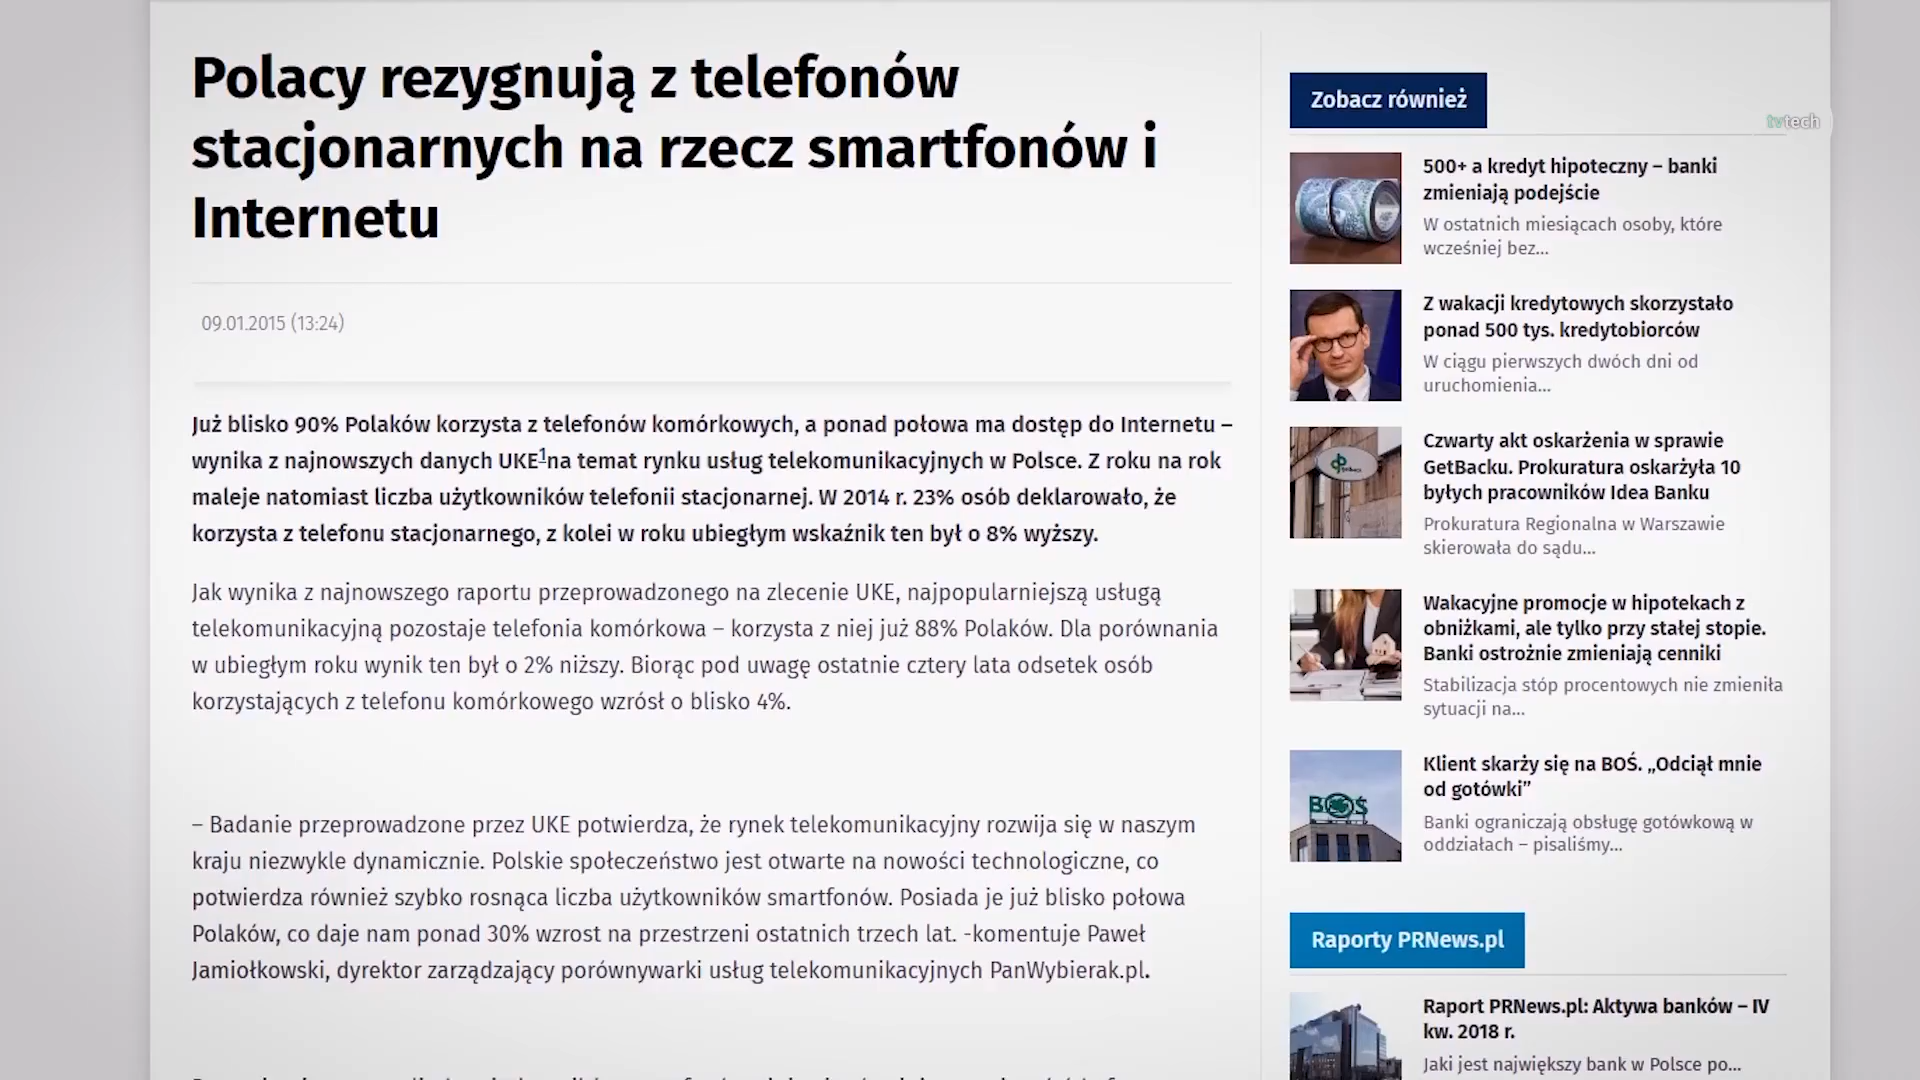 Polacy rezygnują z telefonów
stacjonarnych na rzecz smartfonów i
Internetu
09.01.2015 (13:24)
Już blisko 90% Polaków korzysta z telefonów komórkowych, a ponad połowa ma dostęp do Internetu –
wynika z najnowszych danych UKE1na temat rynku usług telekomunikacyjnych w Polsce. Z roku na rok
maleje natomiast liczba użytkowników telefonii stacjonarnej. W 2014 r. 23% osób deklarowało, że
korzysta z telefonu stacjonarnego, z kolei w roku ubiegłym wskaźnik ten był o 8% wyższy.
Jak wynika z najnowszego raportu przeprowadzonego na zlecenie UKE, najpopularniejszą usługą
telekomunikacyjną pozostaje telefonia komórkowa – korzysta z niej już 88% Polaków. Dla porównania
w ubiegłym roku wynik ten był o 2% niższy. Biorąc pod uwagę ostatnie cztery lata odsetek osób
korzystających z telefonu komórkowego wzrósł o blisko 4%.
– Badanie przeprowadzone przez UKE potwierdza, że rynek telekomunikacyjny rozwija się w naszym
kraju niezwykle dynamicznie. Polskie społeczeństwo jest otwarte na nowości technologiczne, co
potwierdza również szybko rosnąca liczba użytkowników smartfonów. Posiada je już blisko połowa
Polaków, co daje nam ponad 30% wzrost na przestrzeni ostatnich trzech lat. -komentuje Paweł
Jamiołkowski, dyrektor zarządzający porównywarki usług telekomunikacyjnych PanWybierak.pl.
Zobacz również
tvtech
500+ a kredyt hipoteczny – banki
zmieniają podejście
W ostatnich miesiącach osoby, które
wcześniej bez...
Z wakacji kredytowych skorzystało
ponad 500 tys. kredytobiorców
W ciągu pierwszych dwóch dni od
uruchomienia...
Czwarty akt oskarżenia w sprawie
GetBacku. Prokuratura oskarżyła 10
byłych pracowników Idea Banku
Prokuratura Regionalna w Warszawie
skierowała do sądu...
Wakacyjne promocje w hipotekach z
obniżkami, ale tylko przy stałej stopie.
Banki ostrożnie zmieniają cenniki
Stabilizacja stóp procentowych nie zmieniła
sytuacji na...
BOŚ
Klient skarży się na BOŚ. „Odciął mnie
od gotówki”
Banki ograniczają obsługę gotówkową w
oddziałach – pisaliśmy...
Raporty PRNews.pl
Raport PRNews.pl: Aktywa banków – IV
kw. 2018 r.
Jaki jest największy bank w Polsce po...